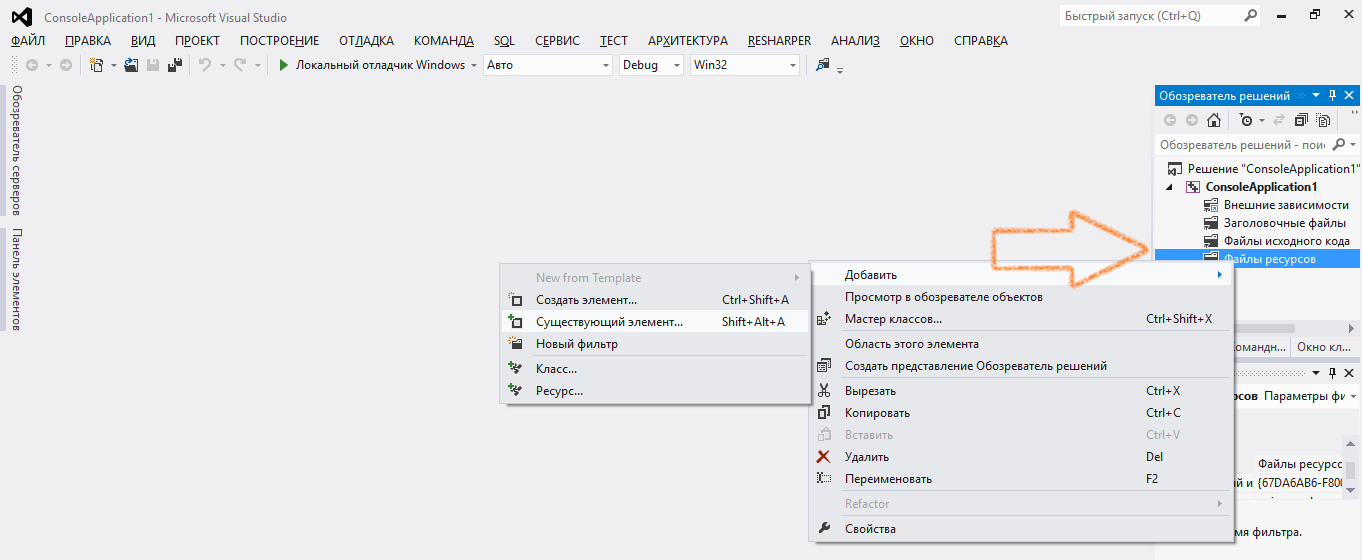 ConsoleApplication1 - Microsoft Visual Studio
Быстрый запуск (Ctrl+Q)
ФАЙЛ ПРАВКА ВИД ПРОЕКТ ПОСТРОЕНИЕ ОТЛАДКА КОМАНДА SQL СЕРВИС ТЕСТ АРХИТЕКТУРА RESHARPER АНАЛИЗ ОКНО СПРАВКА
Локальный отладчик Windows Авто Debug Win32
Обозреватель серверов
Панель элементов
Обозреватель решений
Обозреватель решений - поис
Решение "ConsoleApplication1"
ConsoleApplication1
Внешние зависимости
Заголовочные файлы
Файлы исходного кода
Файлы ресурсов
New from Template
Создать элемент... Ctrl+Shift+A
Существующий элемент... Shift+Alt+A
Новый фильтр
Класс...
Ресурс...
Добавить
Просмотр в обозревателе объектов
Мастер классов... Ctrl+Shift+X
Область этого элемента
Создать представление Обозреватель решений
Вырезать Ctrl+X
Копировать Ctrl+C
Вставить Ctrl+V
Удалить Del
Переименовать F2
Refactor
Свойства
Командн... Окно кл...
рсов Параметры фи
Файлы ресурсс
ий и {67DA6AB6-F800
мя фильтра.